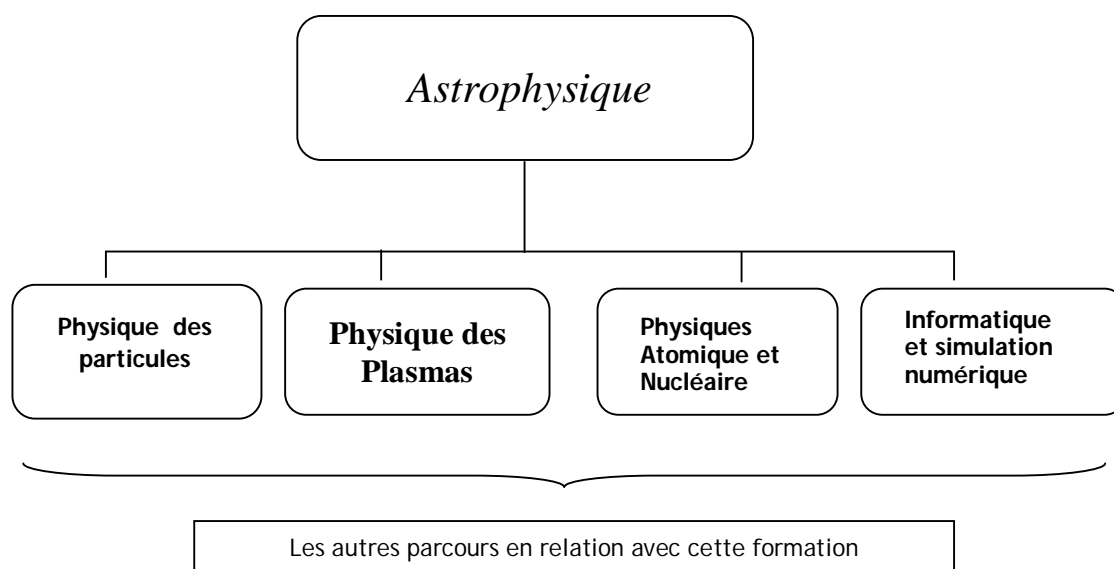 Astrophysique
Physique des
particules
Physique des
Plasmas
Physiques
Atomique et
Nucléaire
Informatique
et simulation
numérique
Les autres parcours en relation avec cette formation